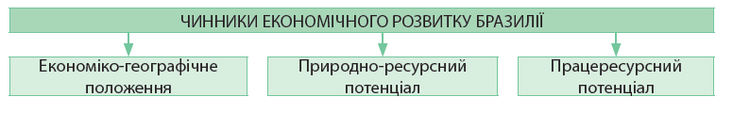 ЧИННИКИ ЕКОНОМІЧНОГО РОЗВИТКУ БРАЗИЛІЇ
Економіко-географічне
положення
Природно-ресурсний
потенціал
Працересурсний
потенціал